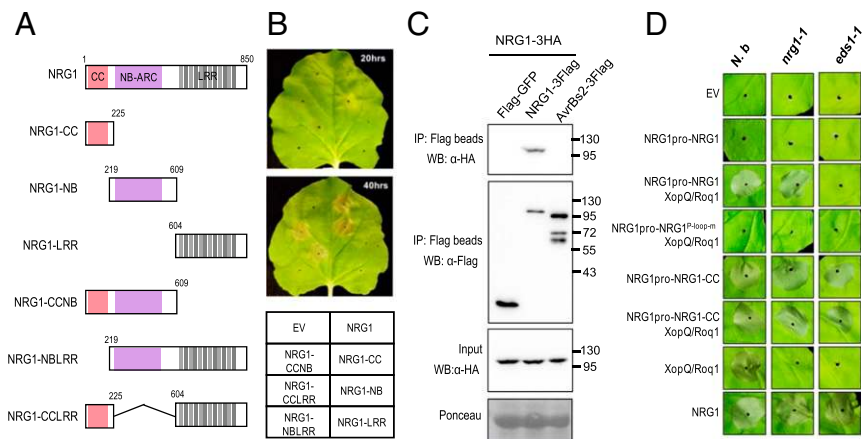 A
1
850
NRG1
CC
NB-ARC
LRR
225
NRG1-CC
219
609
NRG1-NB
604
NRG1-LRR
609
NRG1-CCNB
219
NRG1-NBLRR
225
604
NRG1-CCLRR
B
20hrs
40hrs
EV
NRG1
NRG1-CCNB
NRG1-CC
NRG1-CCLRR
NRG1-NB
NRG1-NBLRR
NRG1-LRR
C
NRG1-3HA
Flag-GFP
NRG1-3Flag
AvrBs2-3Flag
IP: Flag beads
WB: α-HA
130
95
IP: Flag beads
WB: α-Flag
130
95
72
55
43
Input
WB:α-HA
130
95
Ponceau
D
N. b
nrg1-1
eds1-1
EV
NRG1pro-NRG1
NRG1pro-NRG1
XopQ/Roq1
NRG1pro-NRG1P-loop-m
XopQ/Roq1
NRG1pro-NRG1-CC
NRG1pro-NRG1-CC
XopQ/Roq1
XopQ/Roq1
NRG1